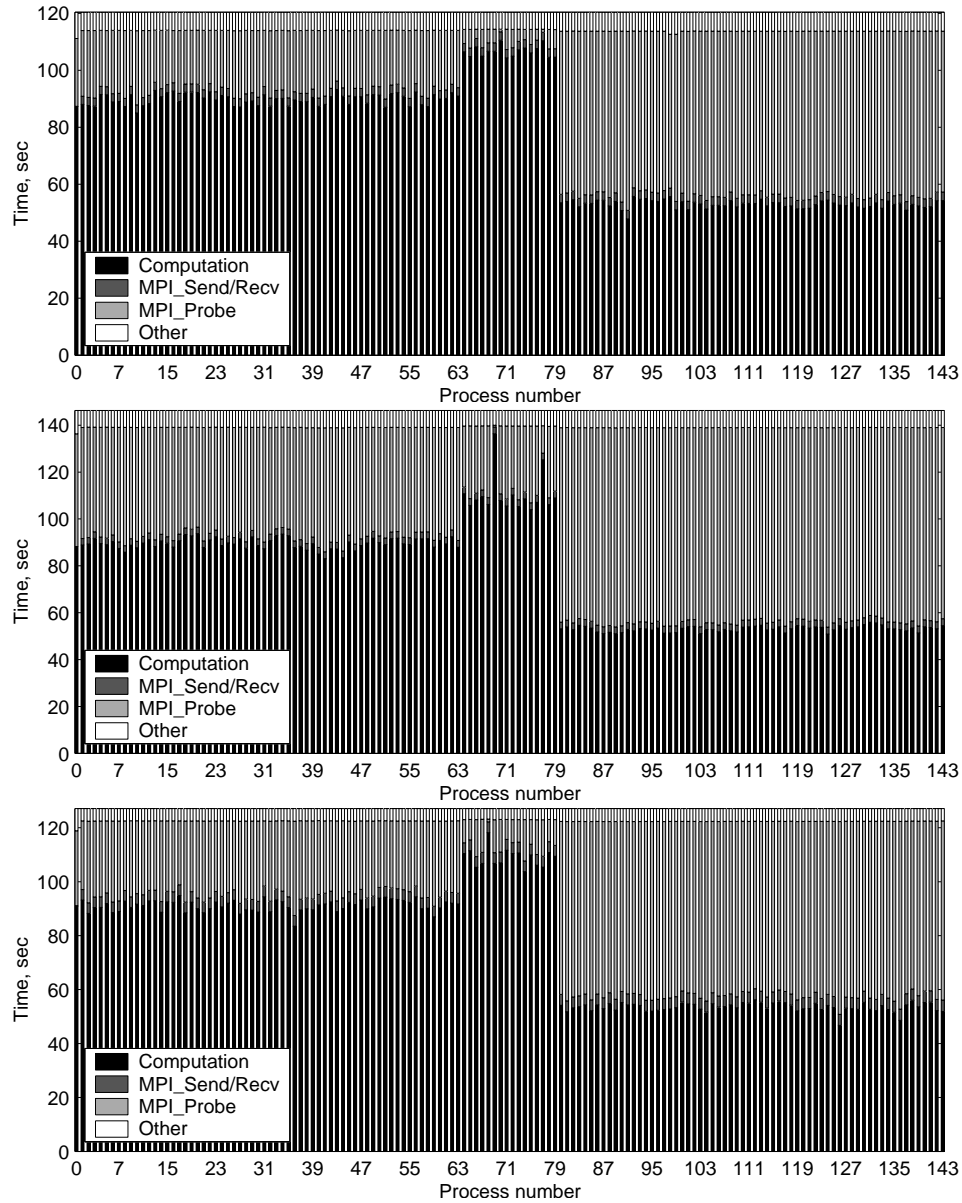 120
100
80
60
40
20
0
Time, sec
Computation
MPI_Send/Recv
MPI_Probe
Other
0 7 15 23 31 39 47 55 63 71 79 87 95 103 111 119 127 135 143
Process number
140
120
100
80
60
40
20
0
Time, sec
Computation
MPI_Send/Recv
MPI_Probe
Other
0 7 15 23 31 39 47 55 63 71 79 87 95 103 111 119 127 135 143
Process number
120
100
80
60
40
20
0
Time, sec
Computation
MPI_Send/Recv
MPI_Probe
Other
0 7 15 23 31 39 47 55 63 71 79 87 95 103 111 119 127 135 143
Process number